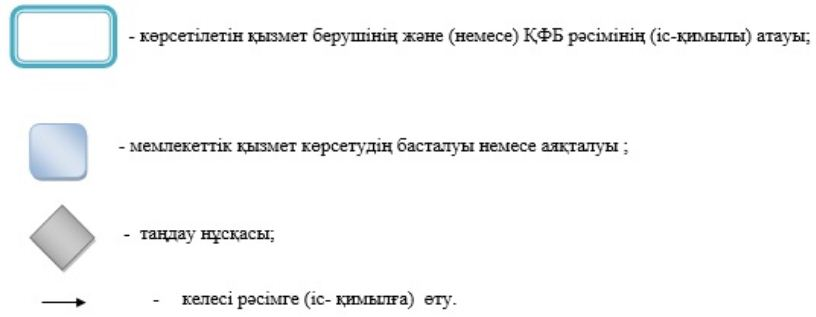 - көрсетілетін қызмет берушінің және (немесе) ҚФБ рәсімінің (іс-қимылы) атауы;
- мемлекеттік қызмет көрсетудің басталуы немесе аяқталуы ;
- таңдау нұсқасы;
- келесі рәсімге (іс- қимылға) өту.